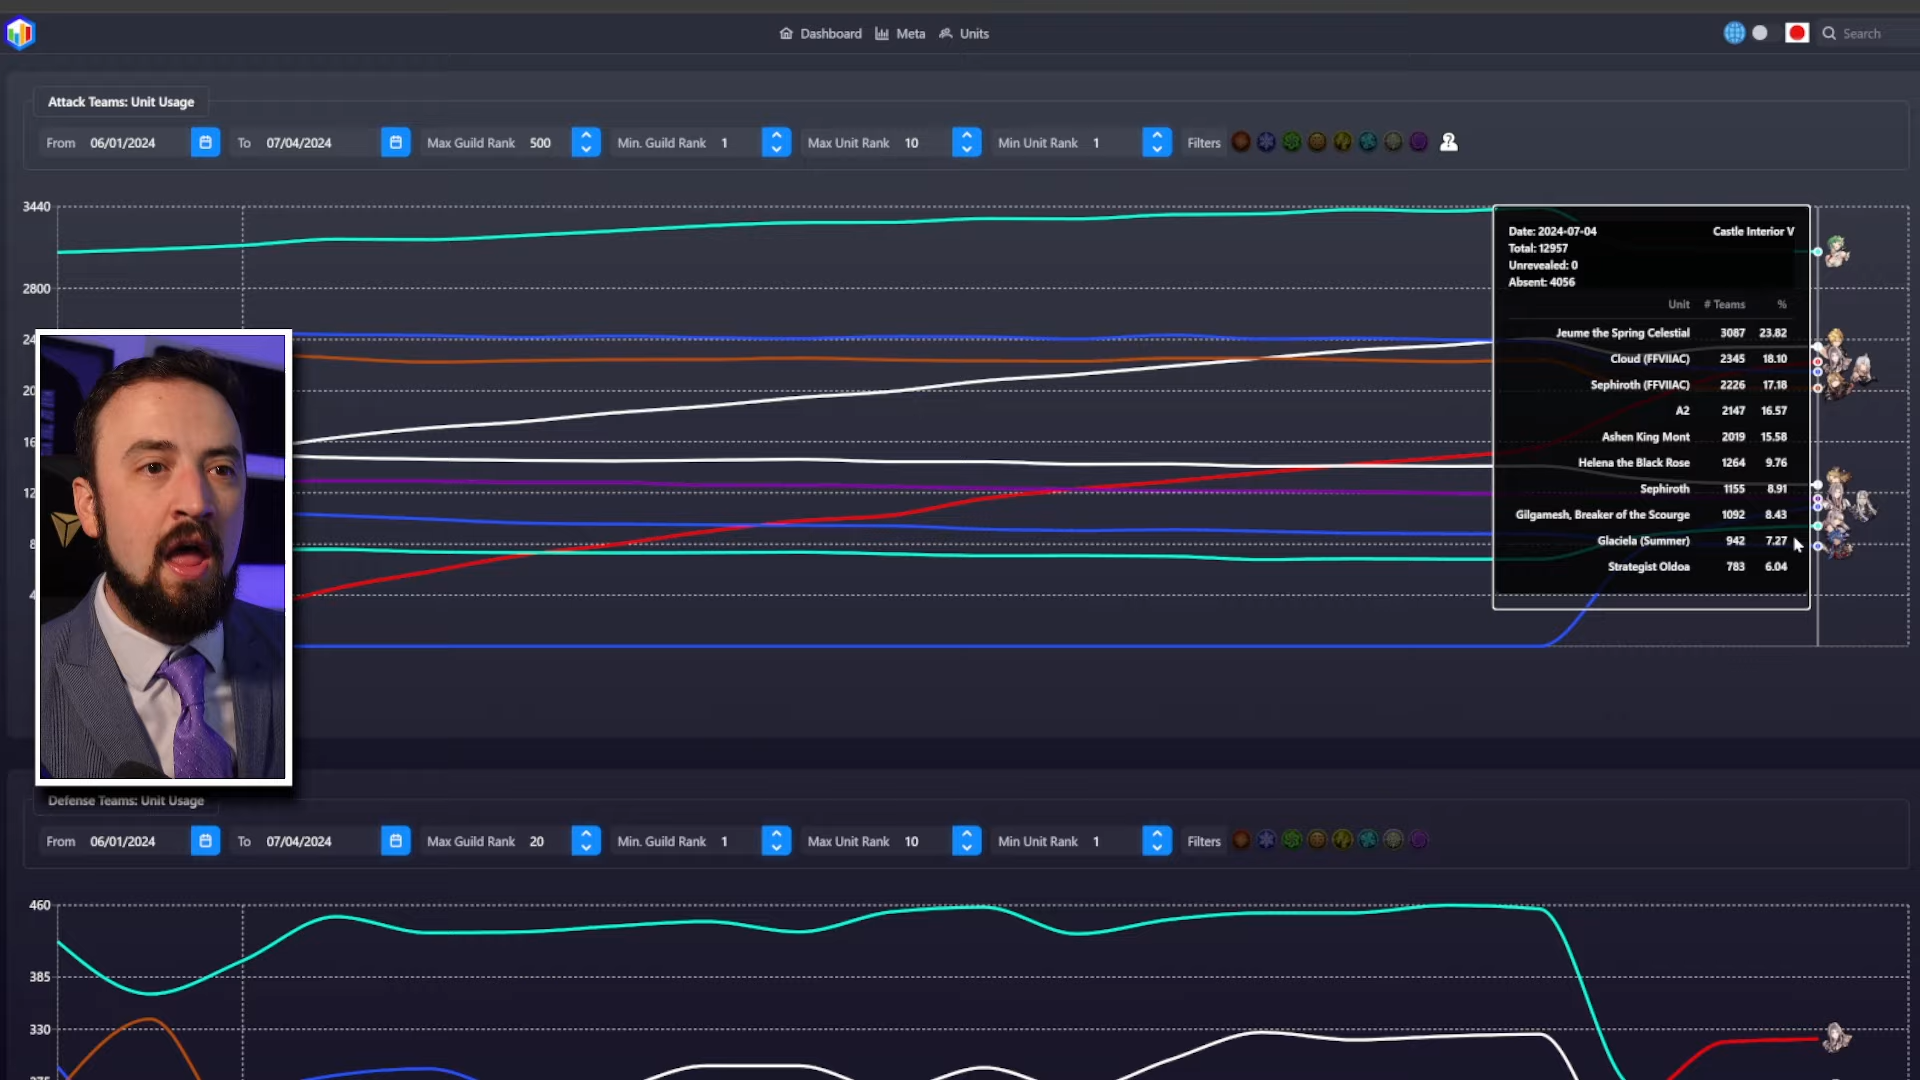 Dashboard Meta Units Search
Attack Teams: Unit Usage
From 06/01/2024 To 07/04/2024 Max Guild Rank 500 Min. Guild Rank 1 Max Unit Rank 10 Min Unit Rank 1 Filters
3440
2800
24
20
16
12
8
4
Date: 2024-07-04 Castle Interior V
Total: 12957
Unrevealed: 0
Absent: 4056
Unit # Teams %
Jeume the Spring Celestial 3087 23.82
Cloud (FFVIIAC) 2345 18.10
Sephiroth (FFVIIAC) 2226 17.18
A2 2147 16.57
Ashen King Mont 2019 15.58
Helena the Black Rose 1264 9.76
Sephiroth 1155 8.91
Gilgamesh, Breaker of the Scourge 1092 8.43
Glaciela (Summer) 942 7.27
Strategist Oldoa 783 6.04
Defense Teams: Unit Usage
From 06/01/2024 To 07/04/2024 Max Guild Rank 20 Min. Guild Rank 1 Max Unit Rank 10 Min Unit Rank 1 Filters
460
385
330